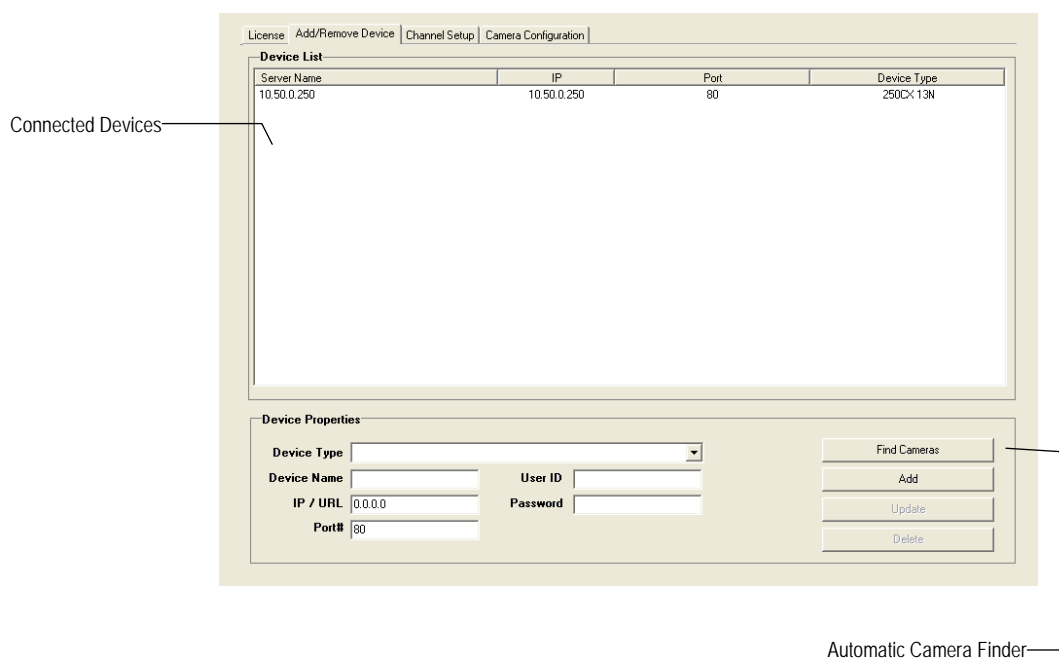 License Add/Remove Device Channel Setup Camera Configuration
Device List
Server Name IP Port Device Type
10.50.0.250 10.50.0.250 80 250CX 13N
Connected Devices
Device Properties
Device Type
Find Cameras
Device Name User ID
Add
IP / URL 0.0.0.0 Password
Update
Port# 80
Delete
Automatic Camera Finder